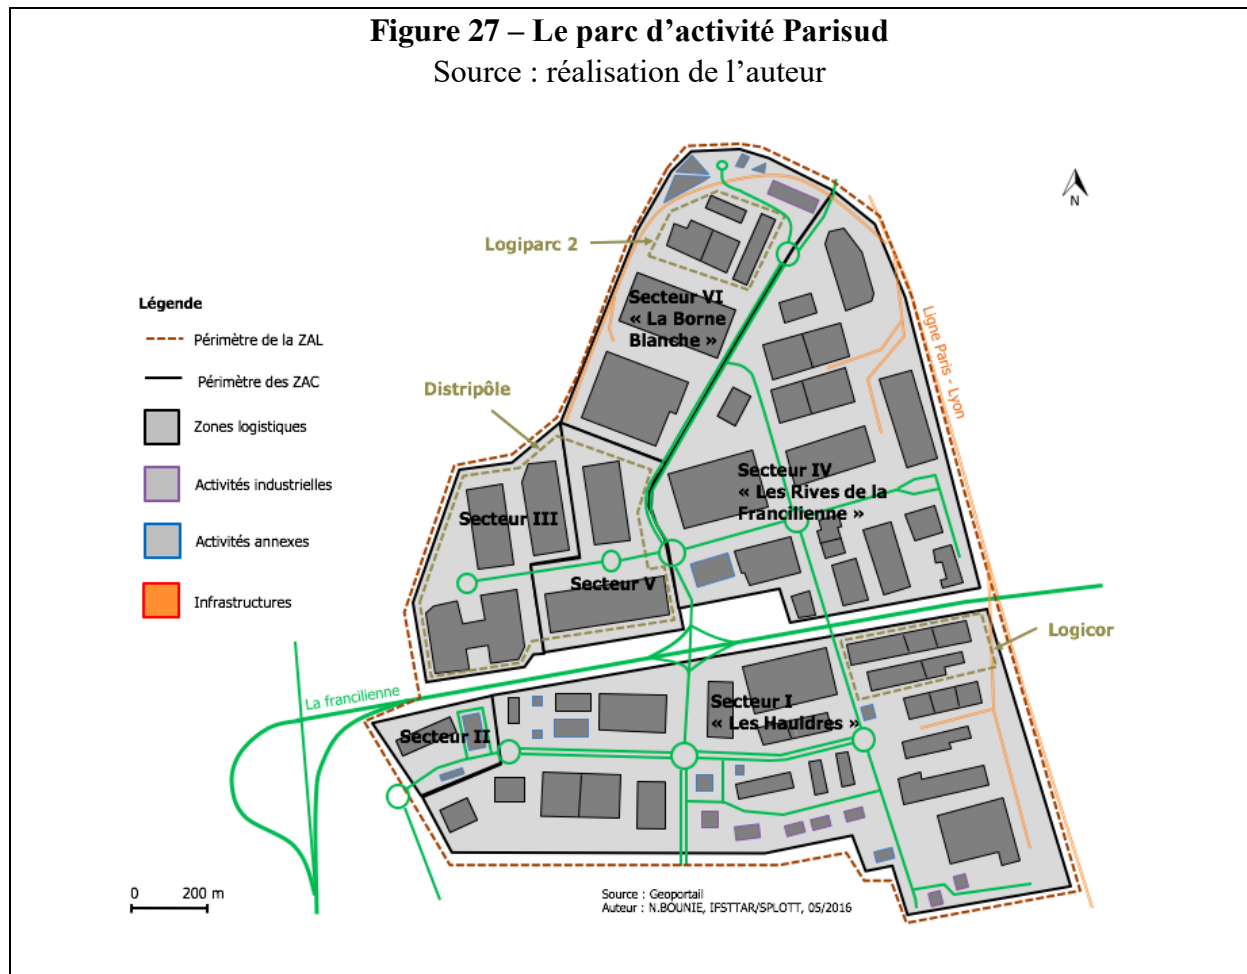 Figure 27 – Le parc d'activité Parisud
Source : réalisation de l'auteur
N
Logiparc 2
Légende
Périmètre de la ZAL
Périmètre des ZAC
Zones logistiques
Activités industrielles
Activités annexes
Infrastructures
Secteur VI
« La Borne
Blanche »
Ligne Paris - Lyon
Distripôle
Secteur IV
« Les Rives de la
Francilienne »
Secteur III
Secteur V
Logicor
La francilienne
Secteur I
« Les Hauldres »
Secteur II
0 200 m
Source : Geoportail
Auteur : N.BOUNIE, IFSTTAR/SPLOTT, 05/2016